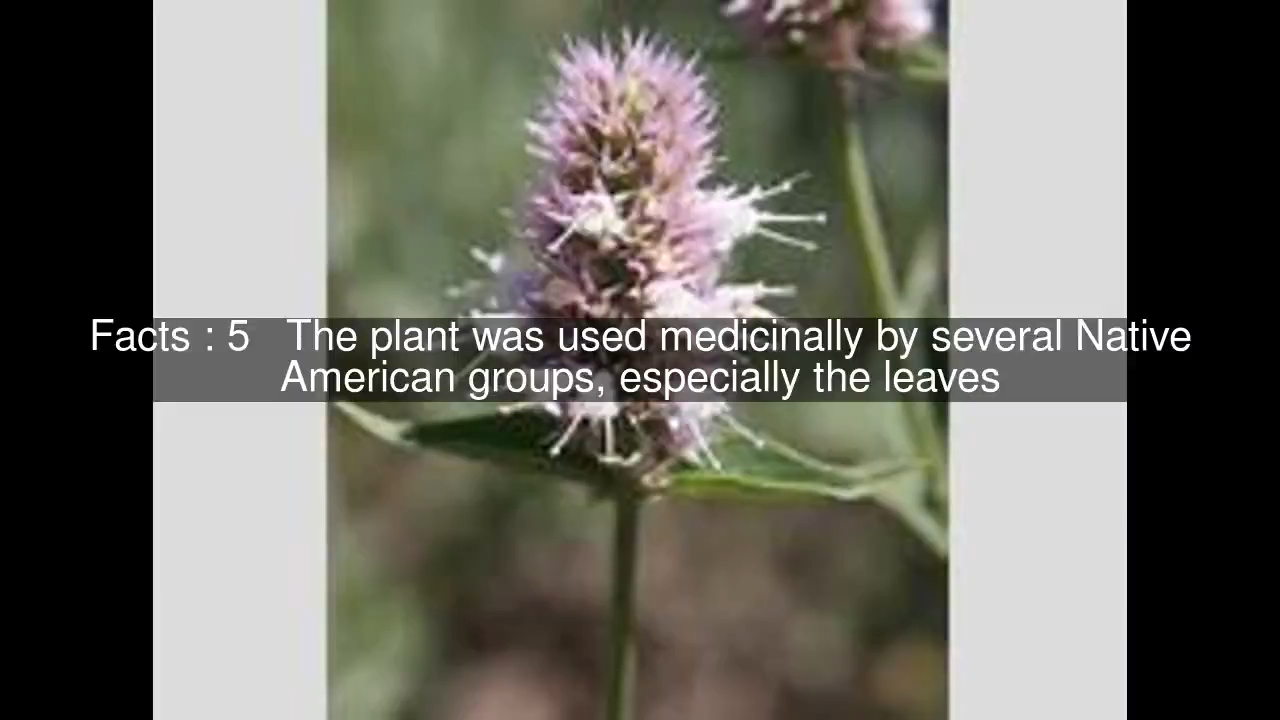 Facts : 5   The plant was used medicinally by several Native
American groups, especially the leaves